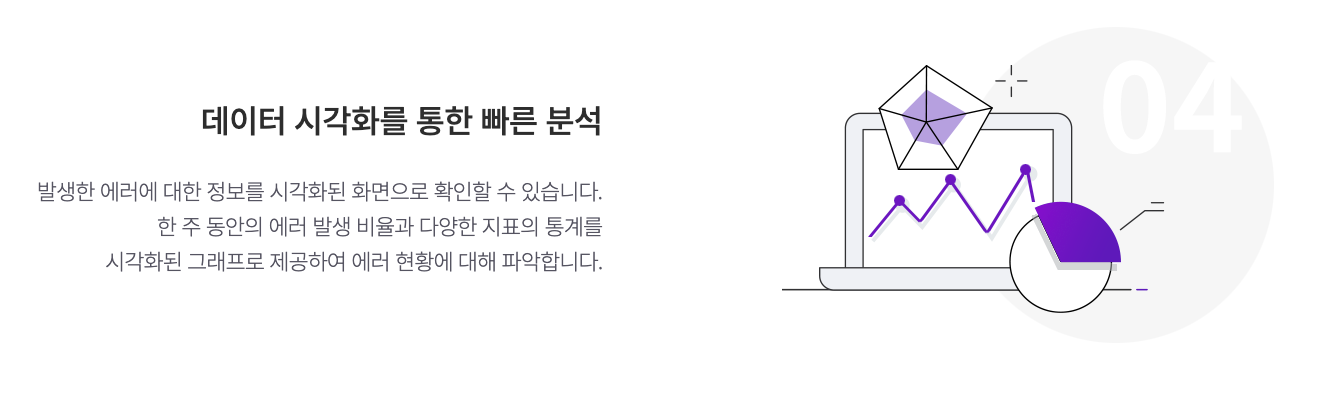 데이터 시각화를 통한 빠른 분석
발생한 에러에 대한 정보를 시각화된 화면으로 확인할 수 있습니다.
한 주 동안의 에러 발생 비율과 다양한 지표의 통계를
시각화된 그래프로 제공하여 에러 현황에 대해 파악합니다.
04